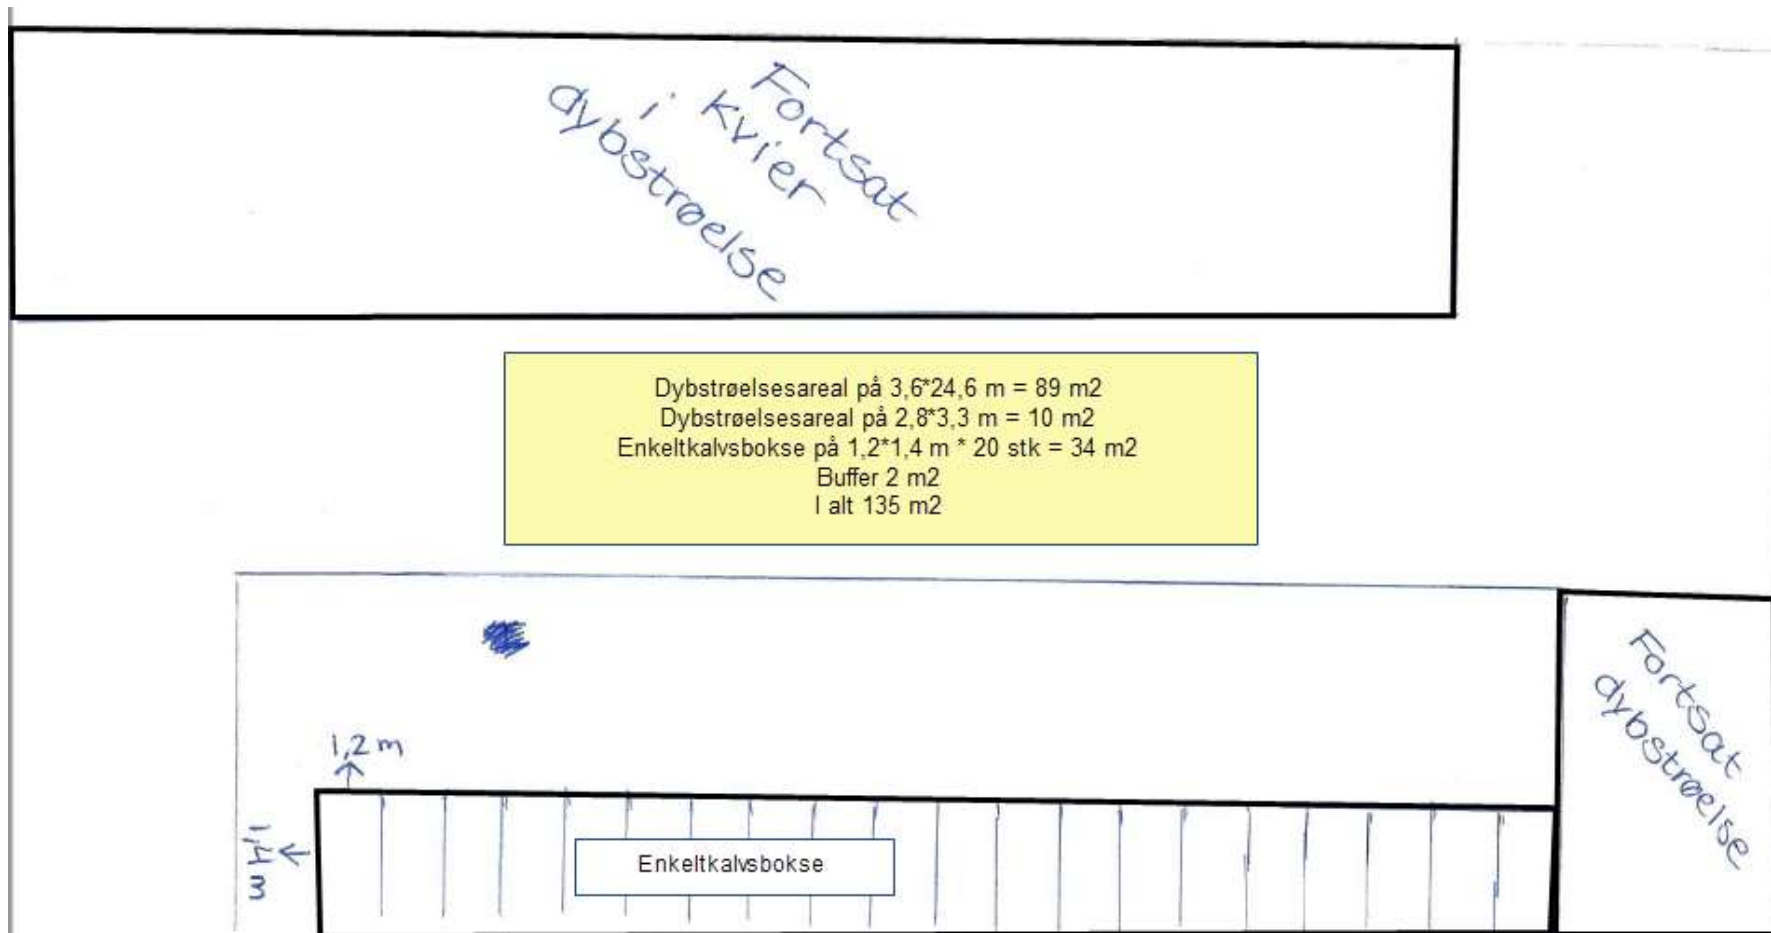 Fortsat
i kvier
dybstrøelse
Dybstrøelsesareal på 3,6*24,6 m = 89 m2
Dybstrøelsesareal på 2,8*3,3 m = 10 m2
Enkeltkalvsbokse på 1,2*1,4 m * 20 stk = 34 m2
Buffer 2 m2
I alt 135 m2
1,2 m
1,4 m
Enkeltkalvsbokse
Fortsat
dybstrøelse